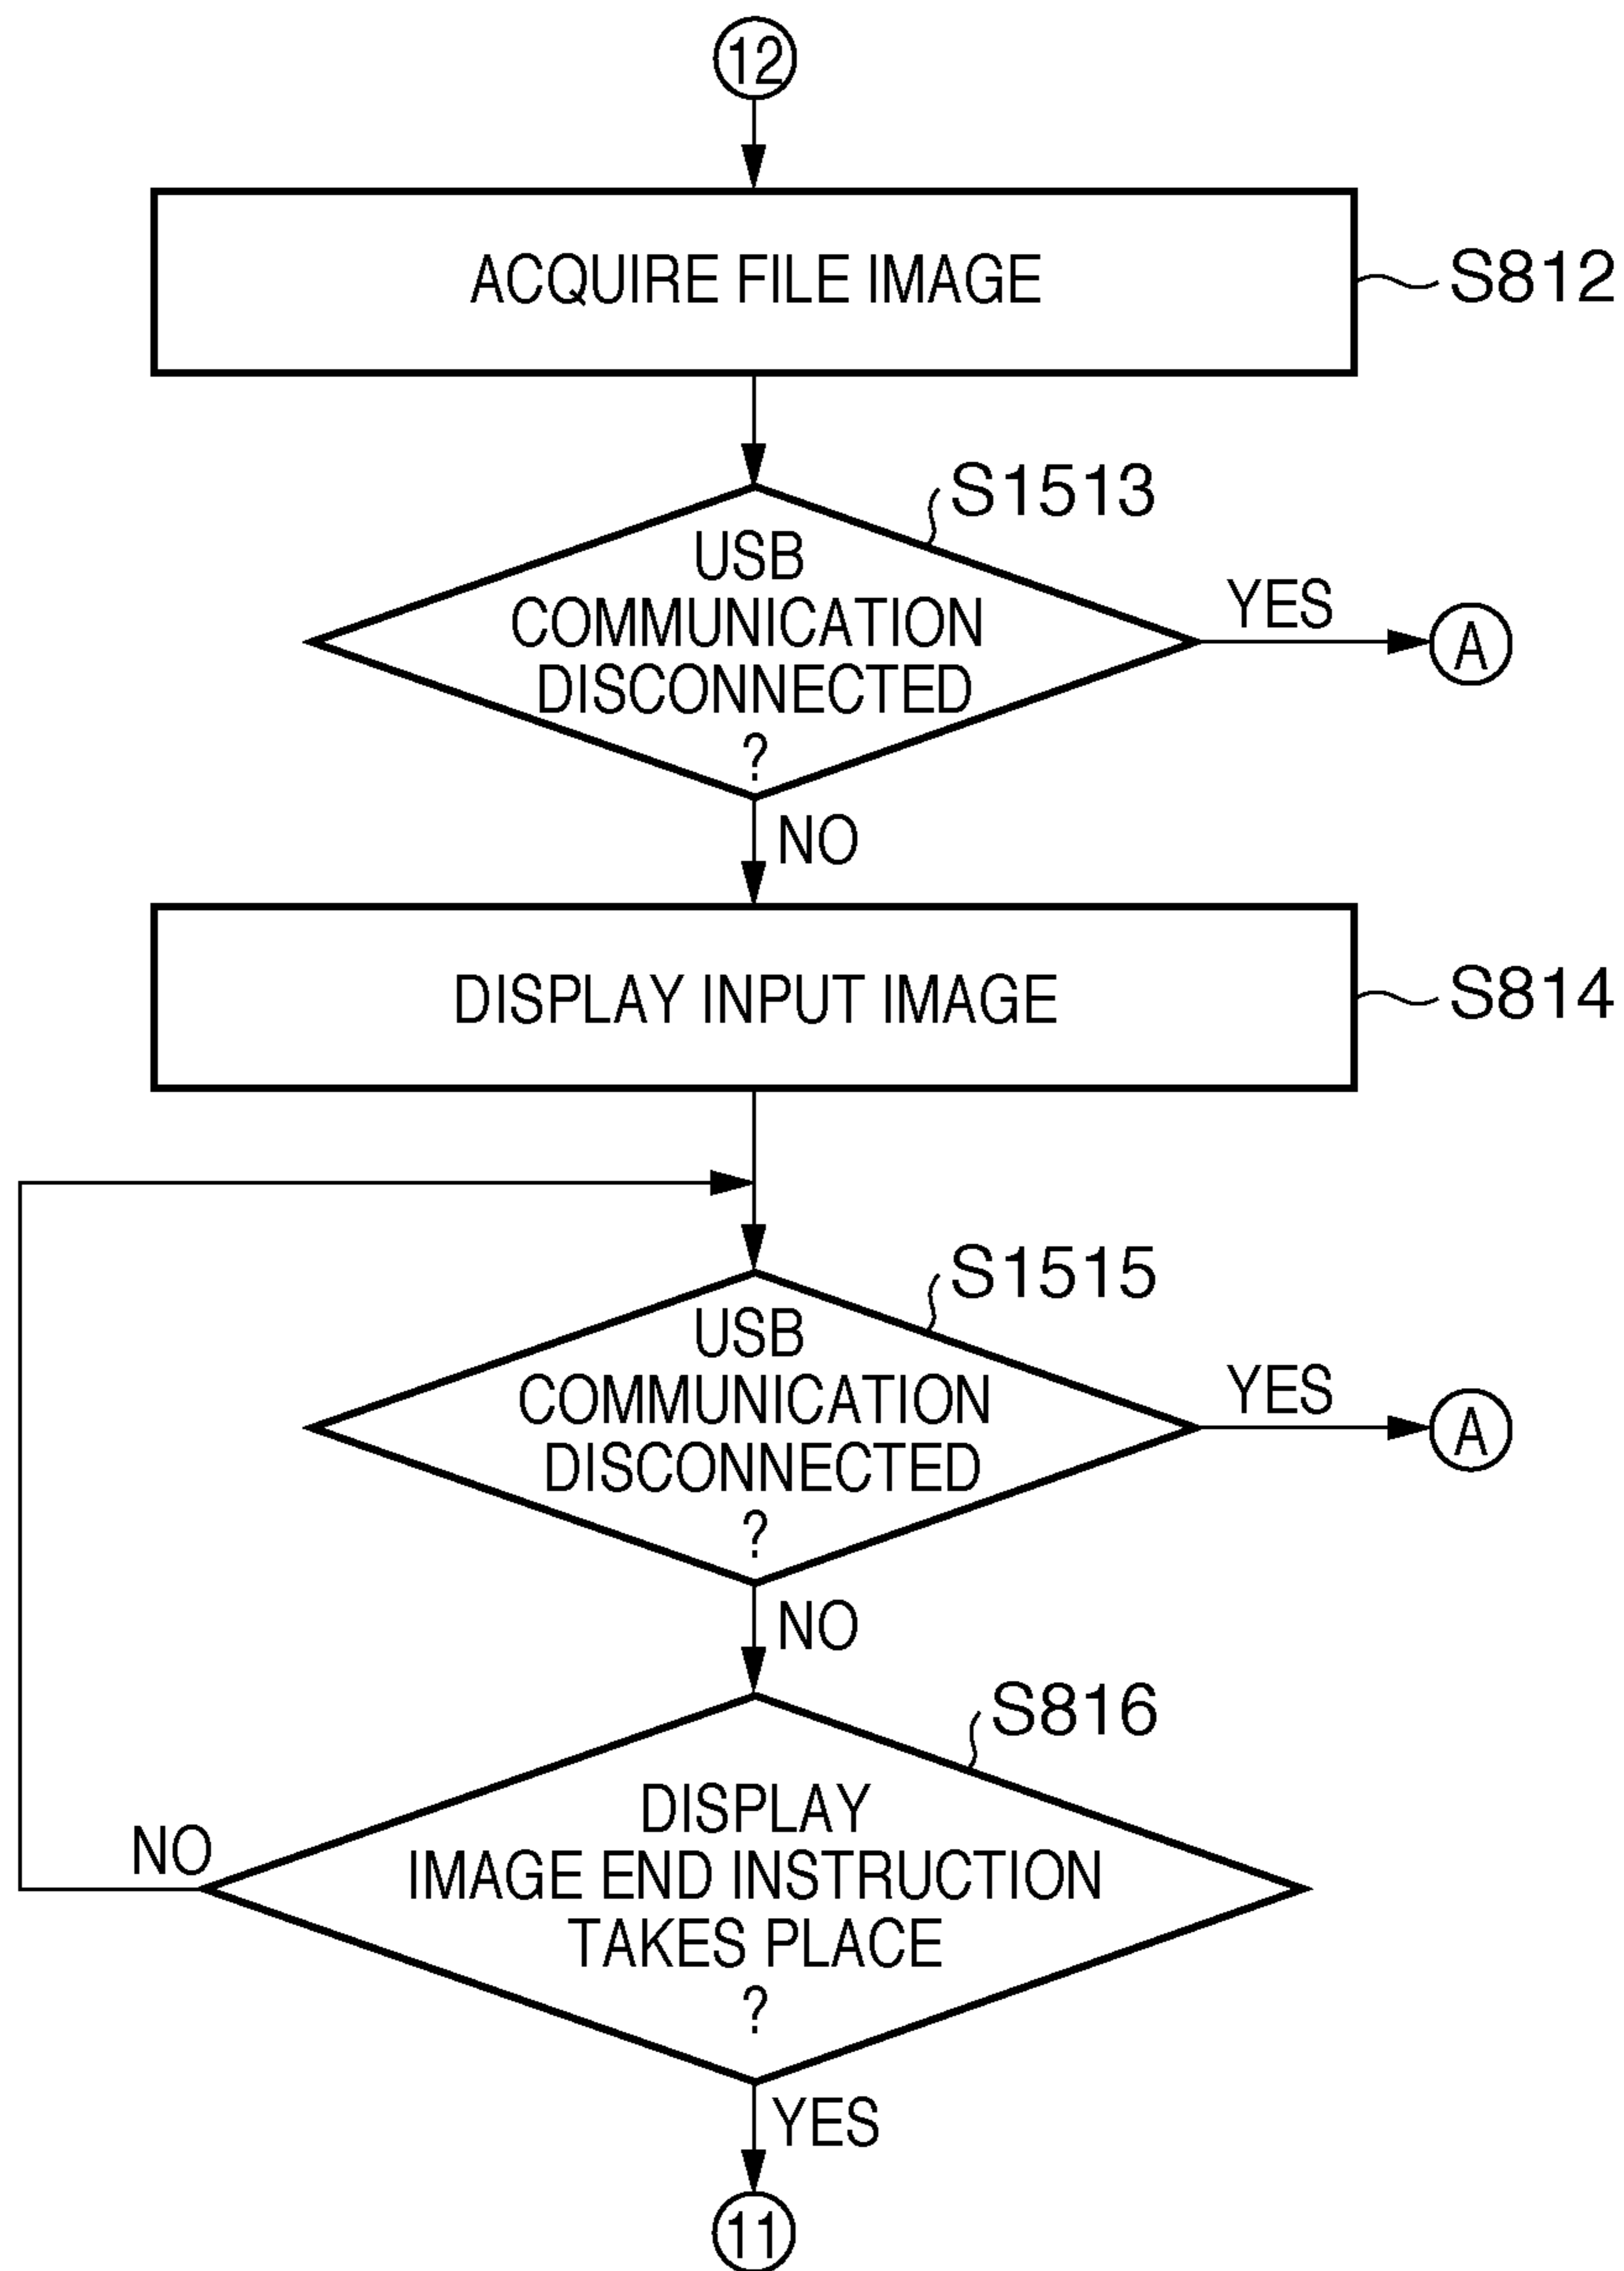 12
ACQUIRE FILE IMAGE
S812
S1513
USB
COMMUNICATION
DISCONNECTED
?
YES
A
NO
DISPLAY INPUT IMAGE
S814
S1515
USB
COMMUNICATION
DISCONNECTED
?
YES
A
NO
S816
DISPLAY
IMAGE END INSTRUCTION
TAKES PLACE
?
NO
YES
11